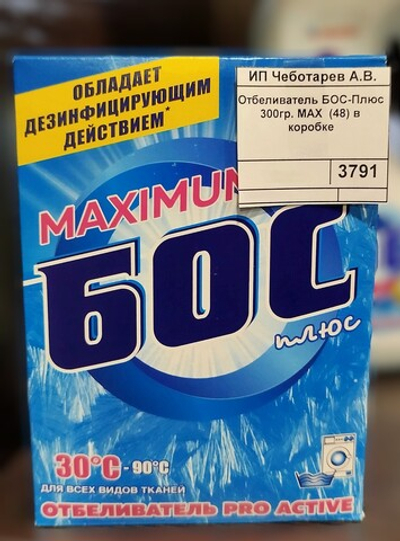 ОБЛАДАЕТ
ДЕЗИНФИЦИРУЮЩИМ
ДЕЙСТВИЕМ*
ИП Чеботарев А.В.
Отбеливатель БОС-Плюс
300гр. MAX (48) в
коробке
3791
MAXIMUM
БОС
плюс
30°C - 90°C
ДЛЯ ВСЕХ ВИДОВ ТКАНЕЙ
ОТБЕЛИВАТЕЛЬ PRO ACTIVE